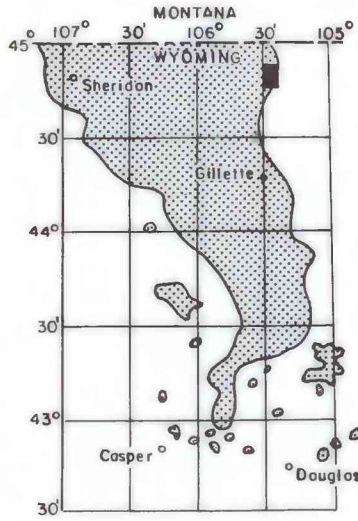 MONTANA
107° 30' 106° 30' 105°
45° WYOMING
Sheridan
30'
Gillette
44°
30'
43°
Casper
Douglas
30'